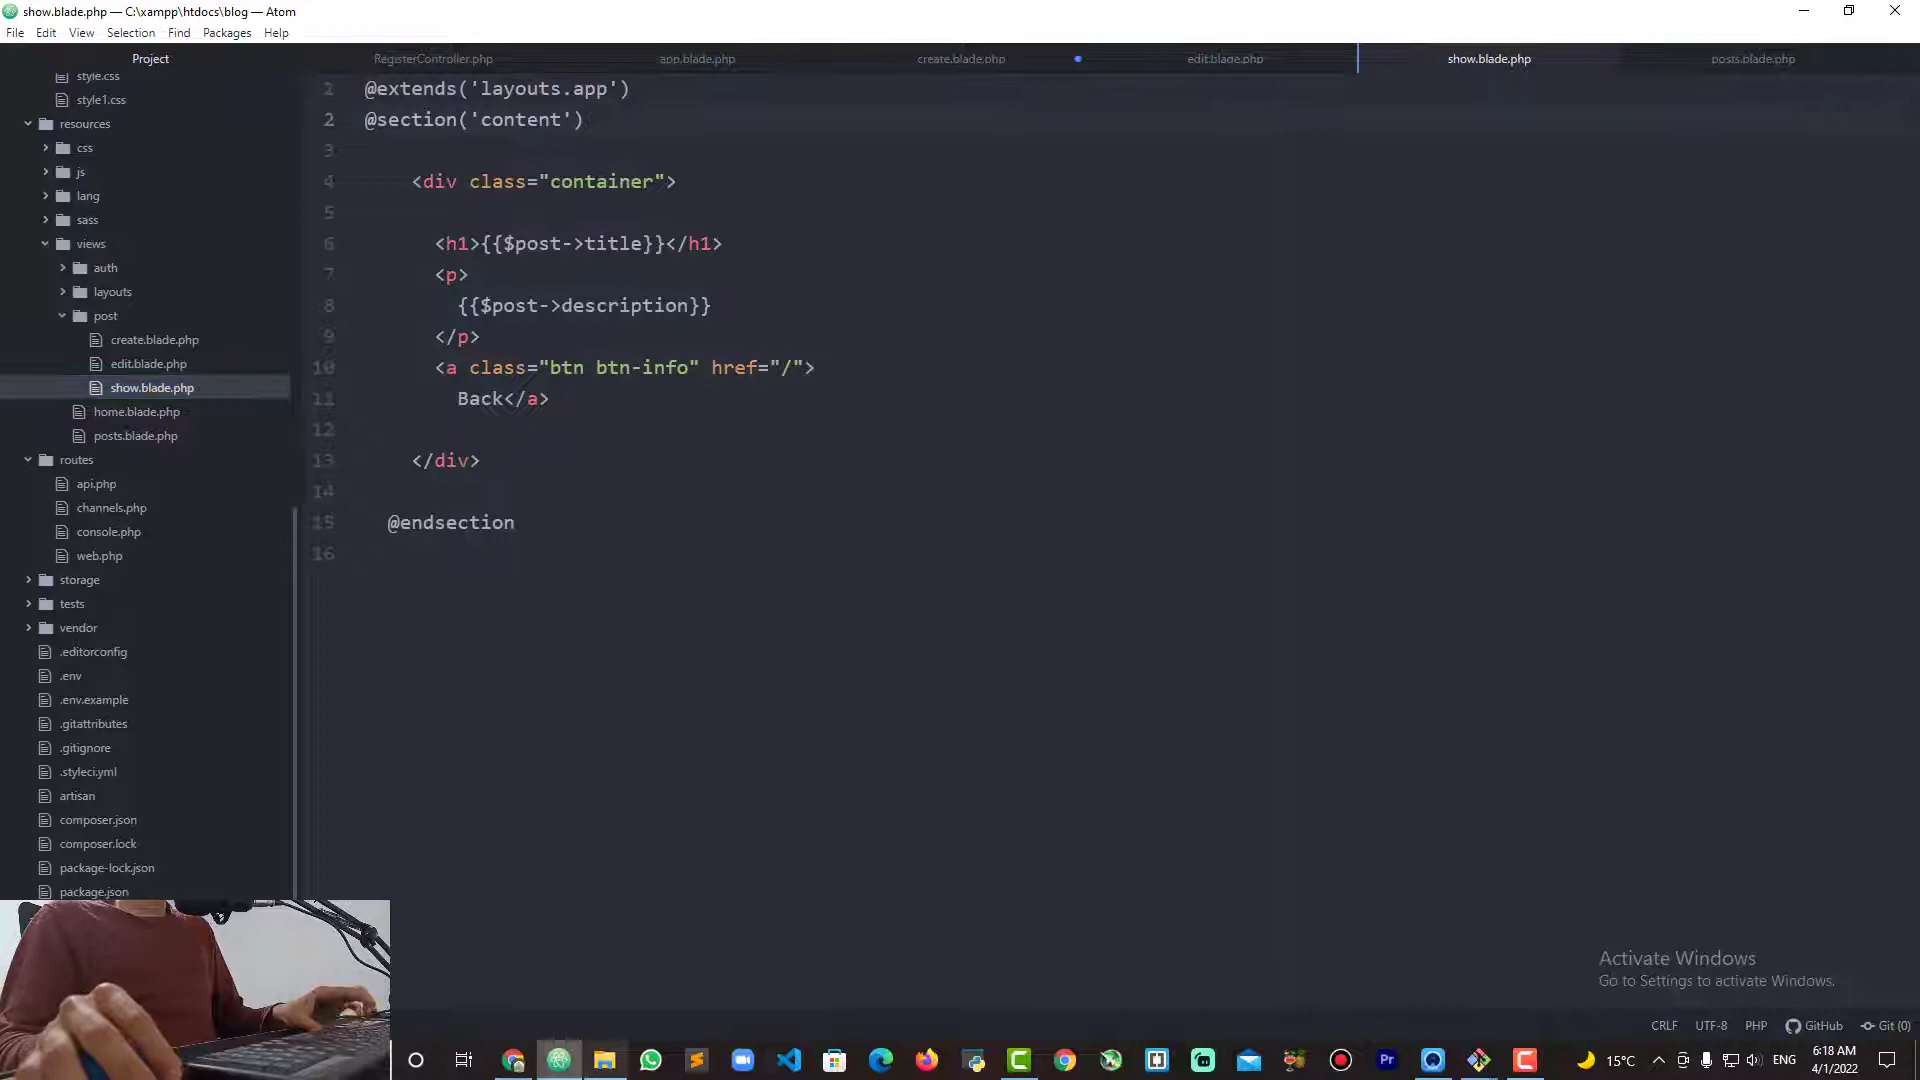 show.blade.php — C:\xampp\htdocs\blog — Atom
File Edit View Selection Find Packages Help
Project
RegisterController.php
app.blade.php
create.blade.php
edit.blade.php
show.blade.php
posts.blade.php
style.css
style1.css
resources
css
js
lang
sass
views
auth
layouts
post
create.blade.php
edit.blade.php
show.blade.php
home.blade.php
posts.blade.php
routes
api.php
channels.php
console.php
web.php
storage
tests
vendor
.editorconfig
.env
.env.example
.gitattributes
.gitignore
.styleci.yml
artisan
composer.json
composer.lock
package-lock.json
package.json
1 @extends('layouts.app')
2 @section('content')
3
4 <div class="container">
5
6 <h1>{{$post->title}}</h1>
7 <p>
8 {{$post->description}}
9 </p>
10 <a class="btn btn-info" href="/">
11 Back</a>
12
13 </div>
14
15 @endsection
16
Activate Windows
Go to Settings to activate Windows.
CRLF UTF-8 PHP GitHub Git (0)
Pr
15°C
ENG
6:18 AM
4/1/2022